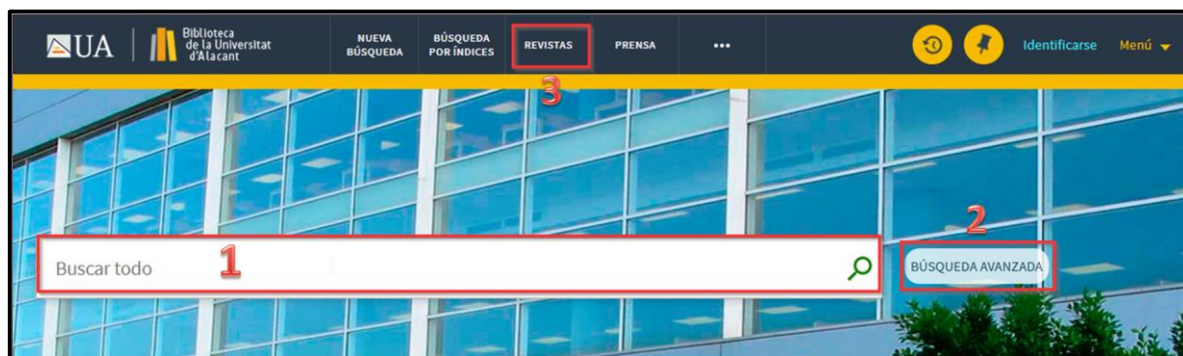 UA
Biblioteca
de la Universitat
d'Alacant
NUEVA
BÚSQUEDA
BÚSQUEDA
POR ÍNDICES
REVISTAS
PRENSA
•••
Identificarse
Menú
3
2
Buscar todo
1
BÚSQUEDA AVANZADA